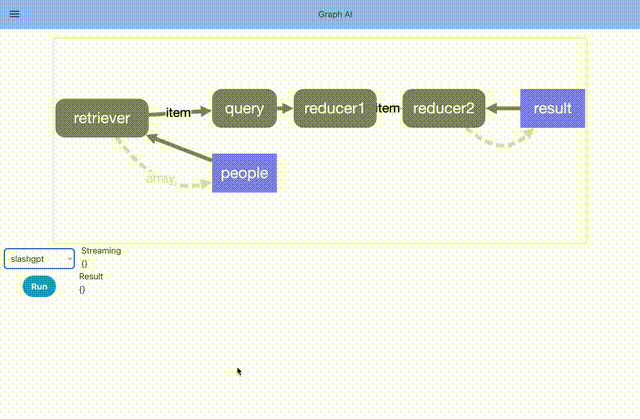 Graph AI
retriever
item
query
reducer1
item
reducer2
result
array
people
slashgpt
Streaming
{}
Run
Result
{}